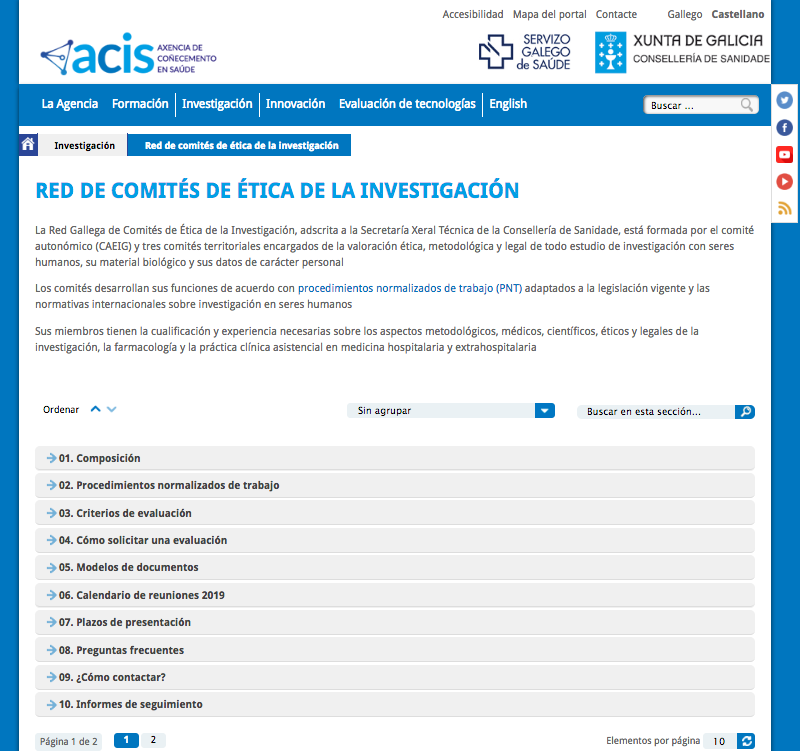 Accesibilidad Mapa del portal Contacte Gallego Castellano
acis AXENCIA DE COÑECEMENTO EN SAÚDE
SERVIZO GALEGO de SAÚDE
XUNTA DE GALICIA
CONSELLERÍA DE SANIDADE
La Agencia Formación Investigación Innovación Evaluación de tecnologías English Buscar ...
Investigación Red de comités de ética de la investigación
RED DE COMITÉS DE ÉTICA DE LA INVESTIGACIÓN
La Red Gallega de Comités de Ética de la Investigación, adscrita a la Secretaría Xeral Técnica de la Consellería de Sanidade, está formada por el comité
autonómico (CAEIG) y tres comités territoriales encargados de la valoración ética, metodológica y legal de todo estudio de investigación con seres
humanos, su material biológico y sus datos de carácter personal
Los comités desarrollan sus funciones de acuerdo con procedimientos normalizados de trabajo (PNT) adaptados a la legislación vigente y las
normativas internacionales sobre investigación en seres humanos
Sus miembros tienen la cualificación y experiencia necesarias sobre los aspectos metodológicos, médicos, científicos, éticos y legales de la
investigación, la farmacología y la práctica clínica asistencial en medicina hospitalaria y extrahospitalaria
Ordenar Sin agrupar Buscar en esta sección...
01. Composición
02. Procedimientos normalizados de trabajo
03. Criterios de evaluación
04. Cómo solicitar una evaluación
05. Modelos de documentos
06. Calendario de reuniones 2019
07. Plazos de presentación
08. Preguntas frecuentes
09. ¿Cómo contactar?
10. Informes de seguimiento
Página 1 de 2 1 2 Elementos por página 10